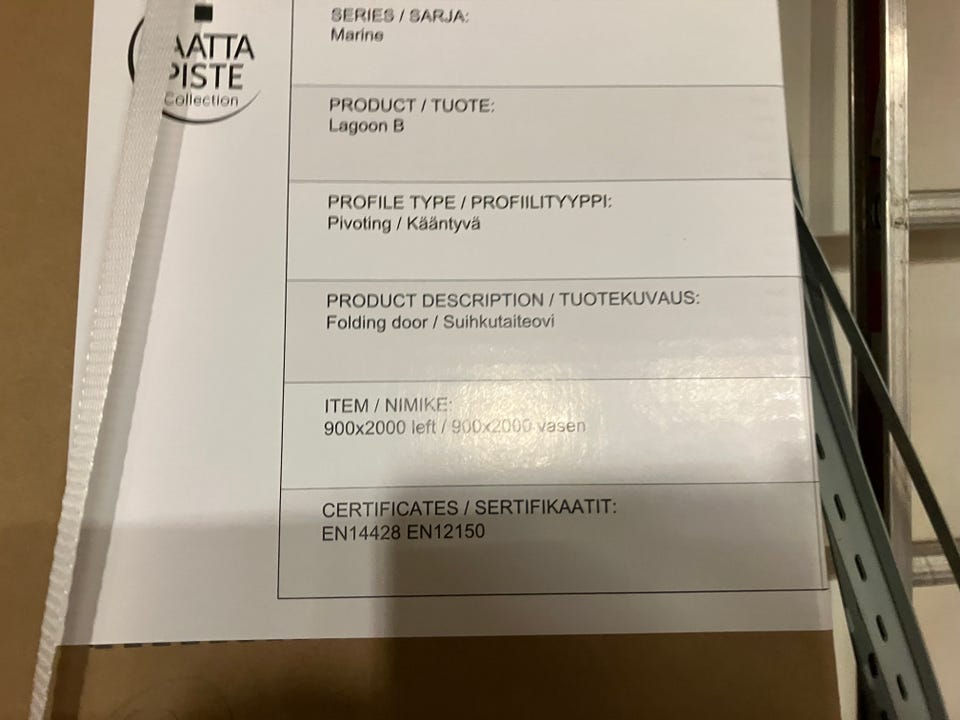 AATTA
PISTE
Collection
SERIES / SARJA:
Marine
PRODUCT / TUOTE:
Lagoon B
PROFILE TYPE / PROFIILITYYPPI:
Pivoting / Kääntyvä
PRODUCT DESCRIPTION / TUOTEKUVAUS:
Folding door / Suihkutaiteovi
ITEM / NIMIKE:
900x2000 left / 900x2000 vasen
CERTIFICATES / SERTIFIKAATIT:
EN14428 EN12150